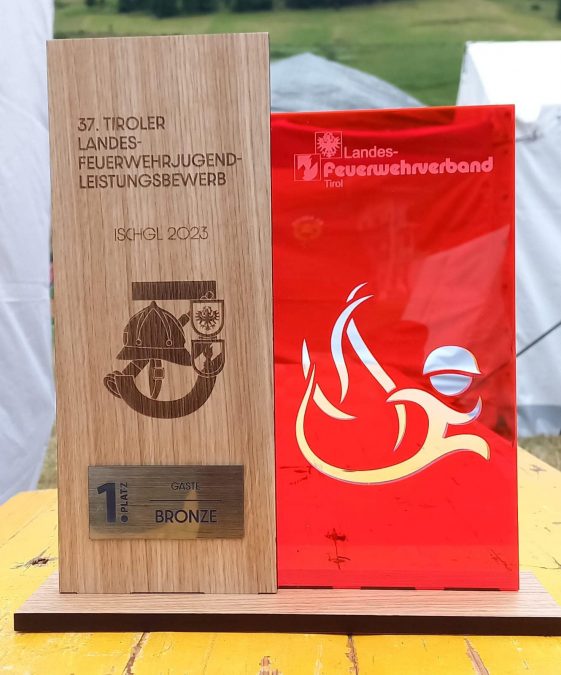 37. TIROLER
LANDES-
FEUERWEHRJUGEND-
LEISTUNGSBEWERB
ISCHGL 2023
1. PLATZ
GÄSTE
BRONZE
Landes-
Feuerwehrverband
Tirol